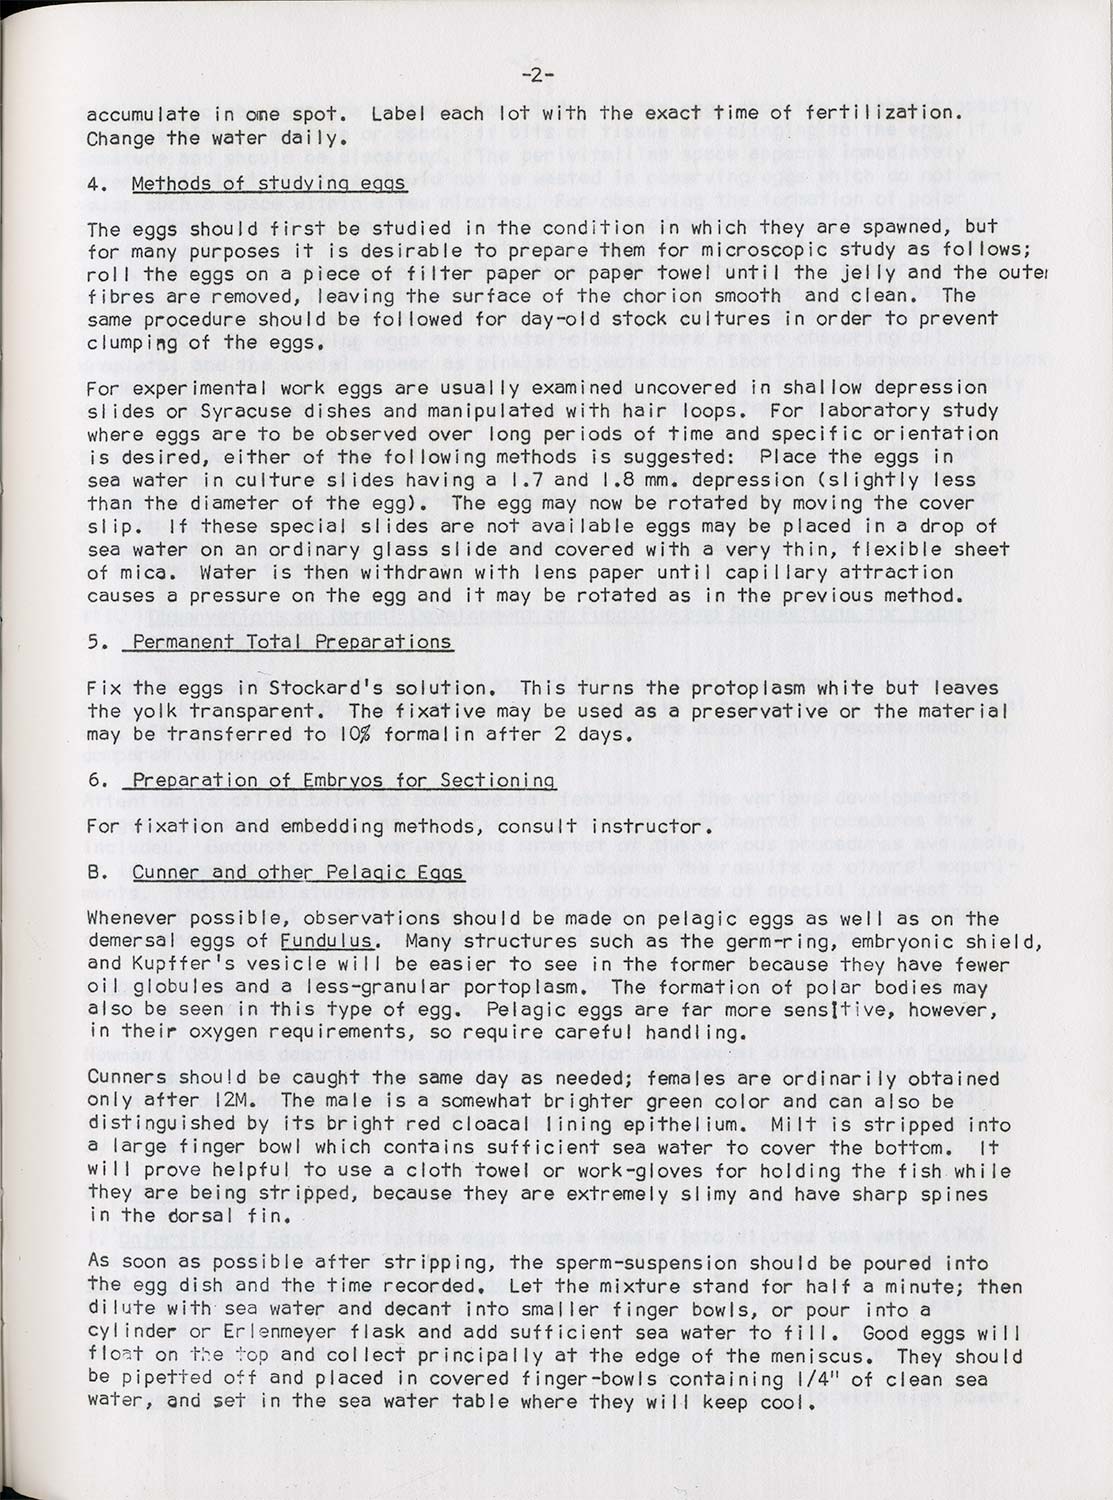 -2-
accumulate in one spot. Label each lot with the exact time of fertilization.
Change the water daily.
4. Methods of studying eggs
The eggs should first be studied in the condition in which they are spawned, but
for many purposes it is desirable to prepare them for microscopic study as follows;
roll the eggs on a piece of filter paper or paper towel until the jelly and the outer
fibres are removed, leaving the surface of the chorion smooth and clean. The
same procedure should be followed for day-old stock cultures in order to prevent
clumping of the eggs.
For experimental work eggs are usually examined uncovered in shallow depression
slides or Syracuse dishes and manipulated with hair loops. For laboratory study
where eggs are to be observed over long periods of time and specific orientation
is desired, either of the following methods is suggested: Place the eggs in
sea water in culture slides having a 1.7 and 1.8 mm. depression (slightly less
than the diameter of the egg). The egg may now be rotated by moving the cover
slip. If these special slides are not available eggs may be placed in a drop of
sea water on an ordinary glass slide and covered with a very thin, flexible sheet
of mica. Water is then withdrawn with lens paper until capillary attraction
causes a pressure on the egg and it may be rotated as in the previous method.
5. Permanent Total Preparations
Fix the eggs in Stockard's solution. This turns the protoplasm white but leaves
the yolk transparent. The fixative may be used as a preservative or the material
may be transferred to 10% formalin after 2 days.
6. Preparation of Embryos for Sectioning
For fixation and embedding methods, consult instructor.
B. Cunner and other Pelagic Eggs
Whenever possible, observations should be made on pelagic eggs as well as on the
demersal eggs of Fundulus. Many structures such as the germ-ring, embryonic shield,
and Kupffer's vesicle will be easier to see in the former because they have fewer
oil globules and a less-granular portoplasm. The formation of polar bodies may
also be seen in this type of egg. Pelagic eggs are far more sensitive, however,
in their oxygen requirements, so require careful handling.
Cunners should be caught the same day as needed; females are ordinarily obtained
only after 12M. The male is a somewhat brighter green color and can also be
distinguished by its bright red cloacal lining epithelium. Milt is stripped into
a large finger bowl which contains sufficient sea water to cover the bottom. It
will prove helpful to use a cloth towel or work-gloves for holding the fish while
they are being stripped, because they are extremely slimy and have sharp spines
in the dorsal fin.
As soon as possible after stripping, the sperm-suspension should be poured into
the egg dish and the time recorded. Let the mixture stand for half a minute; then
dilute with sea water and decant into smaller finger bowls, or pour into a
cylinder or Erlenmeyer flask and add sufficient sea water to fill. Good eggs will
float on the top and collect principally at the edge of the meniscus. They should
be pipetted off and placed in covered finger-bowls containing 1/4" of clean sea
water, and set in the sea water table where they will keep cool.